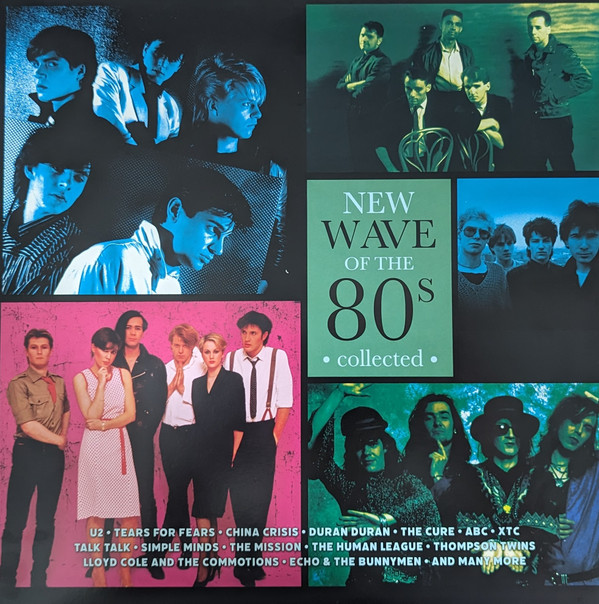 NEW
WAVE
OF THE
80s
• collected •
U2 • TEARS FOR FEARS • CHINA CRISIS • DURAN DURAN • THE CURE • ABC • XTC
TALK TALK • SIMPLE MINDS • THE MISSION • THE HUMAN LEAGUE • THOMPSON TWINS
LLOYD COLE AND THE COMMOTIONS • ECHO & THE BUNNYMEN • AND MANY MORE